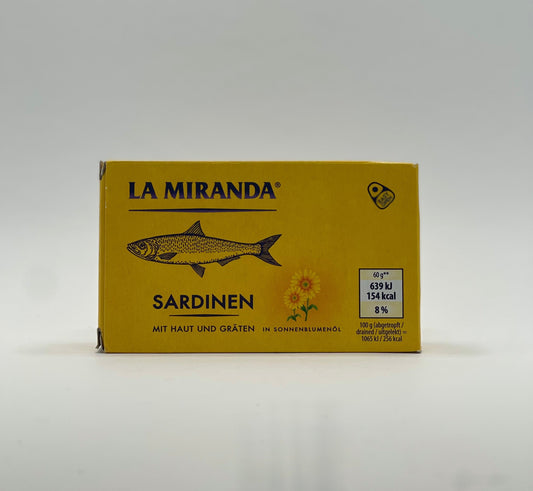 LA MIRANDA®
SARDINEN
MIT HAUT UND GRÄTEN IN SONNENBLUMENÖL
60 g**
639 kJ
154 kcal
8 %
100 g (abgetropft /
drained / uitgelekt) =
1065 kJ / 256 kcal